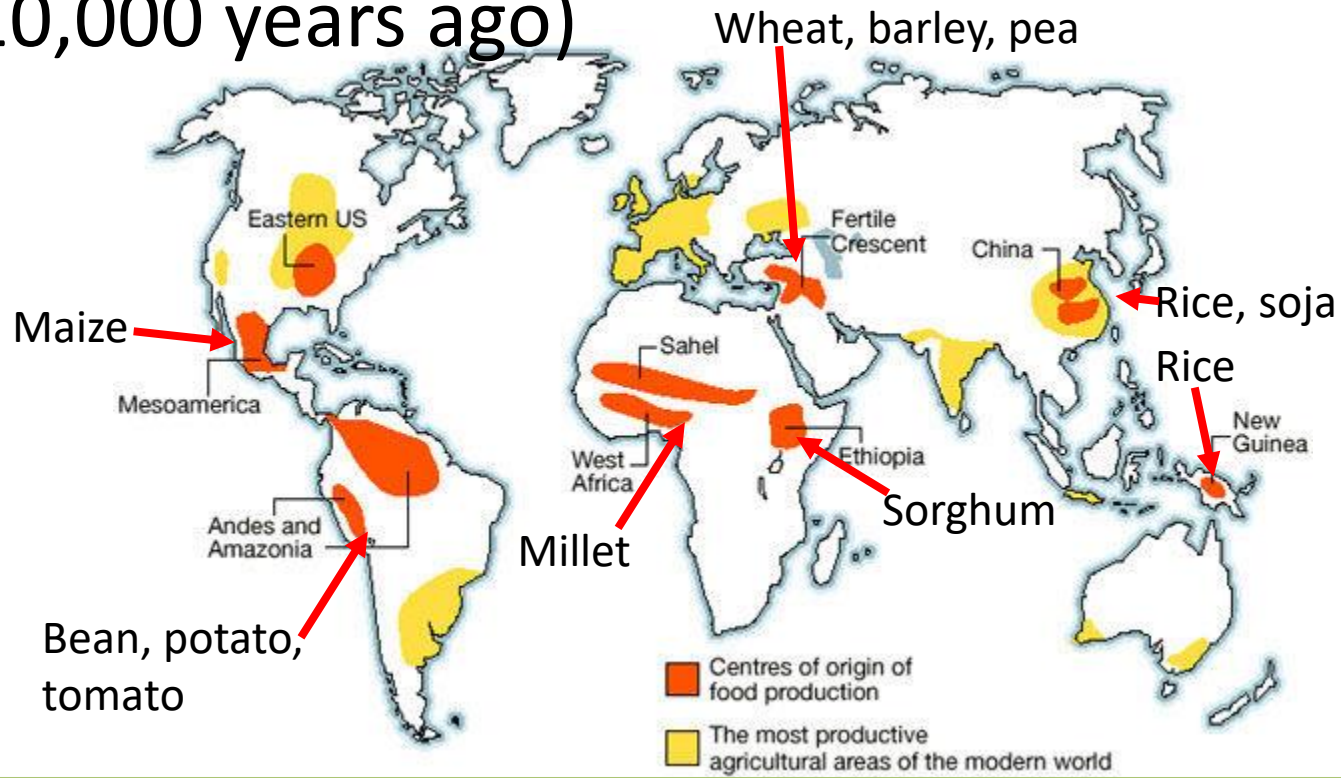 10,000 years ago)
Wheat, barley, pea
Eastern US
Fertile
Crescent
China
Rice, soja
Maize
Sahel
Rice
Mesoamerica
New
Guinea
West
Africa
Ethiopia
Sorghum
Andes and
Amazonia
Millet
Bean, potato,
tomato
Centres of origin of
food production
The most productive
agricultural areas of the modern world